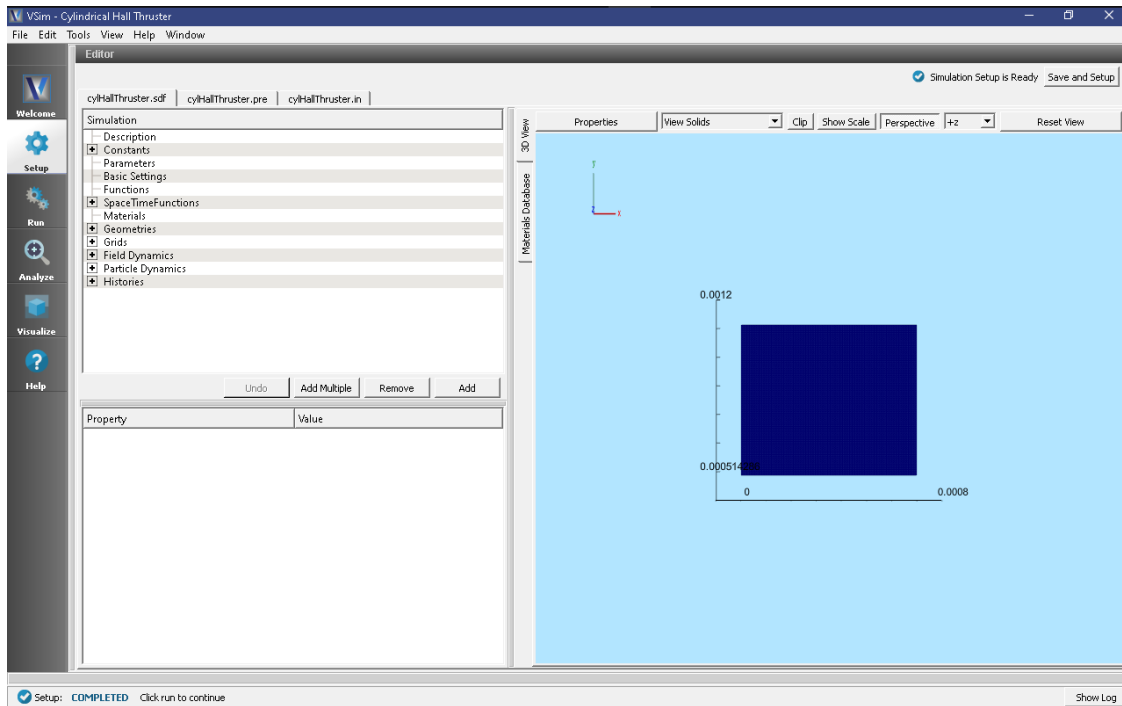 VSim - Cylindrical Hall Thruster
File Edit Tools View Help Window
Editor
Simulation Setup is Ready Save and Setup
Welcome
Setup
Run
Analyze
Visualize
Help
cylHallThruster.sdf cylHallThruster.pre cylHallThruster.in
Simulation
Description
Constants
Parameters
Basic Settings
Functions
SpaceTimeFunctions
Materials
Geometries
Grids
Field Dynamics
Particle Dynamics
Histories
Undo Add Multiple Remove Add
Property Value
3D View
Materials Database
Properties View Solids Clip Show Scale Perspective +z Reset View
Y
z x
0.0012
0 0.0008
Setup: COMPLETED Click run to continue Show Log